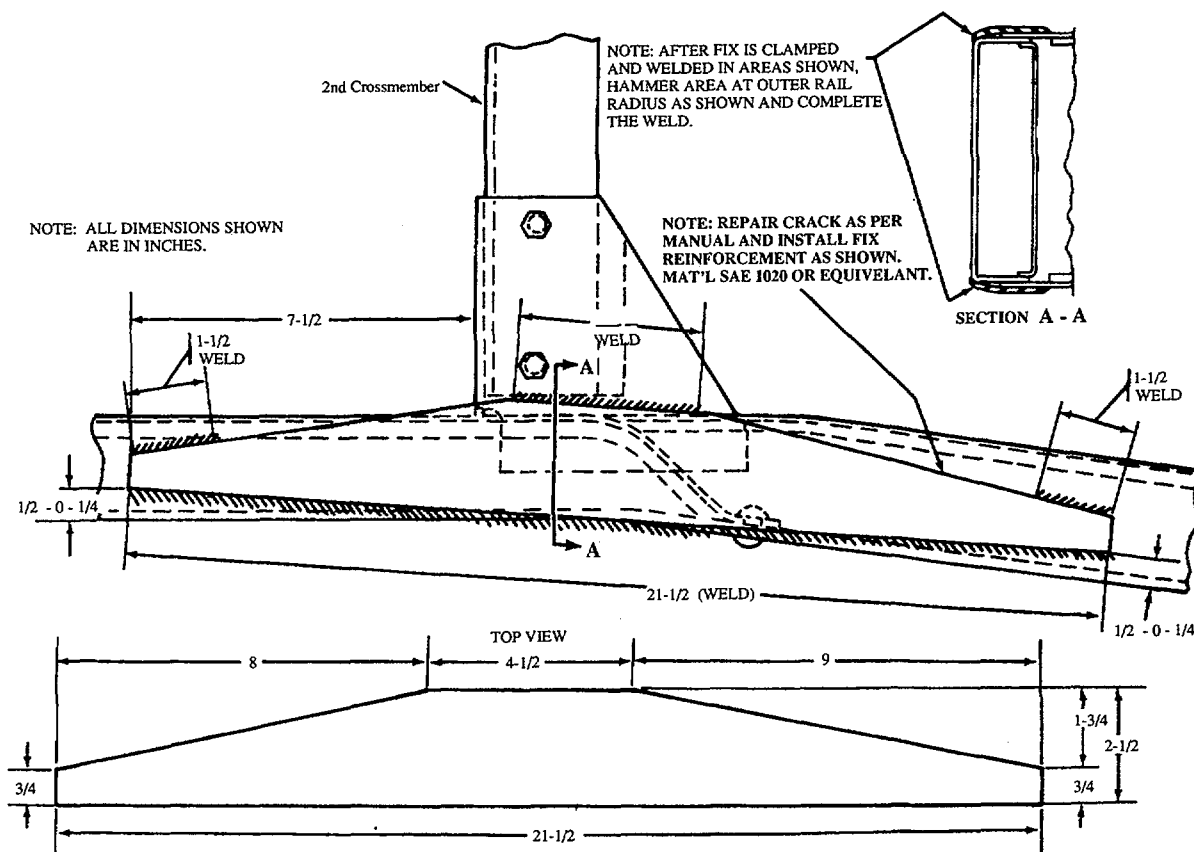 2nd Crossmember
NOTE: AFTER FIX IS CLAMPED
AND WELDED IN AREAS SHOWN,
HAMMER AREA AT OUTER RAIL
RADIUS AS SHOWN AND COMPLETE
THE WELD.
NOTE: ALL DIMENSIONS SHOWN
ARE IN INCHES.
NOTE: REPAIR CRACK AS PER
MANUAL AND INSTALL FIX
REINFORCEMENT AS SHOWN.
MAT'L SAE 1020 OR EQUIVELANT.
SECTION A - A
7-1/2
1-1/2
WELD
WELD
A
1-1/2
WELD
1/2 - 0 - 1/4
A
21-1/2 (WELD)
1/2 - 0 - 1/4
TOP VIEW
8
4-1/2
9
1-3/4
2-1/2
3/4
3/4
21-1/2